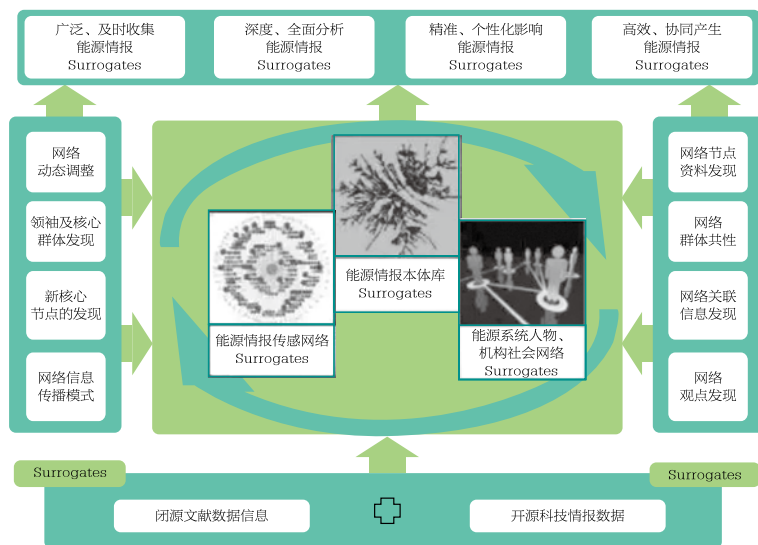 广泛、及时收集
能源情报
Surrogates
深度、全面分析
能源情报
Surrogates
精准、个性化影响
能源情报
Surrogates
高效、协同产生
能源情报
Surrogates
网络
动态调整
领袖及核心
群体发现
新核心
节点的发现
网络信息
传播模式
能源情报传感网络
Surrogates
能源情报本体库
Surrogates
能源系统人物、
机构社会网络
Surrogates
网络节点
资料发现
网络
群体共性
网络关联
信息发现
网络
观点发现
Surrogates
Surrogates
闭源文献数据信息
开源科技情报数据